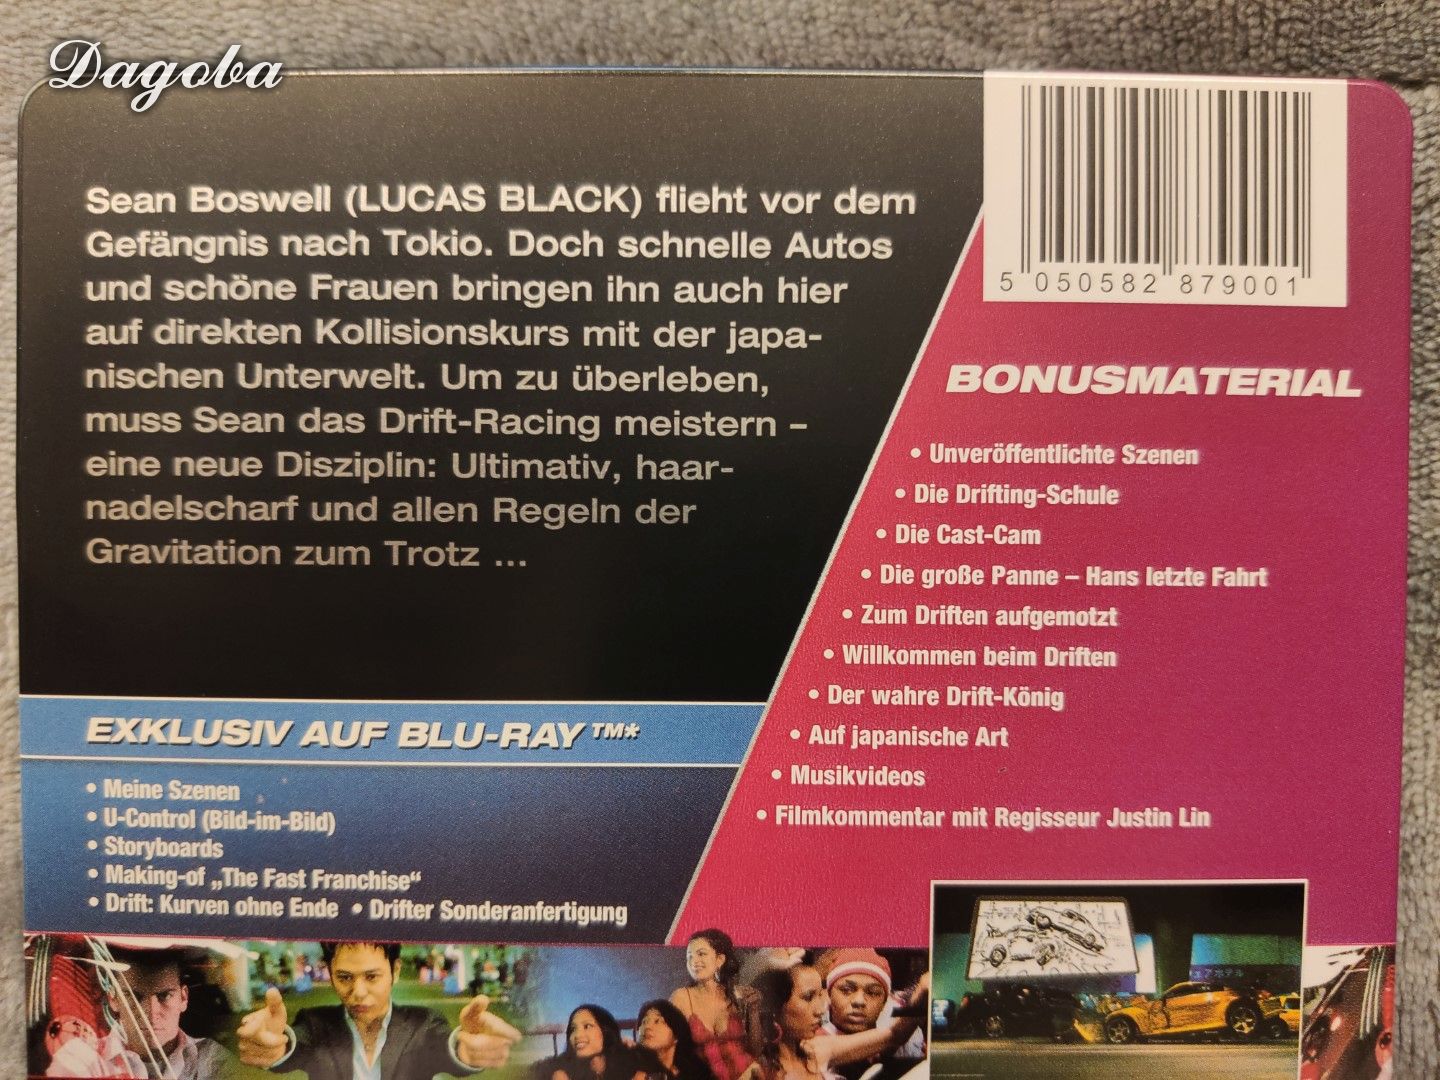 Dagoba
Sean Boswell (LUCAS BLACK) flieht vor dem
Gefängnis nach Tokio. Doch schnelle Autos
und schöne Frauen bringen ihn auch hier
auf direkten Kollisionskurs mit der japa-
nischen Unterwelt. Um zu überleben,
muss Sean das Drift-Racing meistern –
eine neue Disziplin: Ultimativ, haar-
nadelscharf und allen Regeln der
Gravitation zum Trotz ...
5 050582 879001
BONUSMATERIAL
• Unveröffentlichte Szenen
• Die Drifting-Schule
• Die Cast-Cam
• Die große Panne – Hans letzte Fahrt
• Zum Driften aufgemotzt
• Willkommen beim Driften
• Der wahre Drift-König
• Auf japanische Art
• Musikvideos
• Filmkommentar mit Regisseur Justin Lin
EXKLUSIV AUF BLU-RAY™*
• Meine Szenen
• U-Control (Bild-im-Bild)
• Storyboards
• Making-of „The Fast Franchise“
• Drift: Kurven ohne Ende • Drifter Sonderanfertigung
ェアホテル